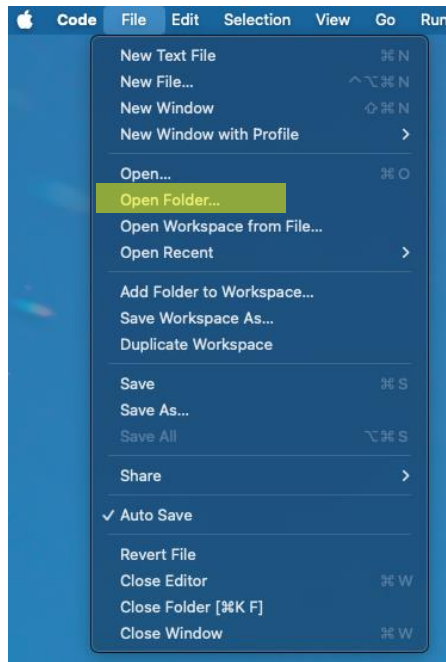 Code File Edit Selection View Go Run
New Text File ⌘ N
New File... ^⌥⌘ N
New Window ⇧⌘ N
New Window with Profile >
Open... ⌘ O
Open Folder...
Open Workspace from File...
Open Recent >
Add Folder to Workspace...
Save Workspace As...
Duplicate Workspace
Save ⌘ S
Save As...
Save All ⌥⌘ S
Share >
✓ Auto Save
Revert File
Close Editor ⌘ W
Close Folder [⌘K F]
Close Window ⌘ W